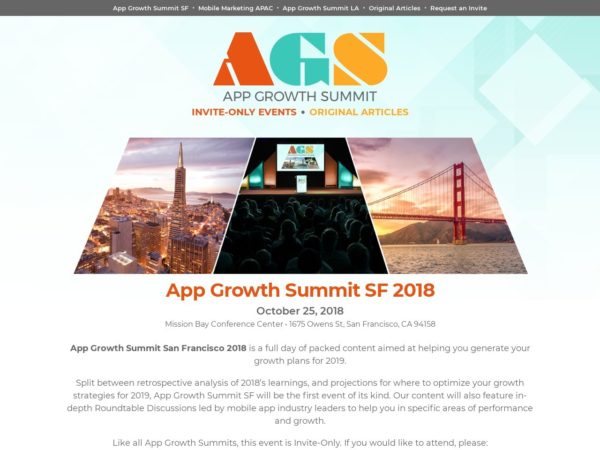 App Growth Summit SF • Mobile Marketing APAC • App Growth Summit LA • Original Articles • Request an Invite
AGS
APP GROWTH SUMMIT
INVITE-ONLY EVENTS • ORIGINAL ARTICLES
AGS
App Growth Summit SF 2018
October 25, 2018
Mission Bay Conference Center • 1675 Owens St, San Francisco, CA 94158
App Growth Summit San Francisco 2018 is a full day of packed content aimed at helping you generate your
growth plans for 2019.
Split between retrospective analysis of 2018's learnings, and projections for where to optimize your growth
strategies for 2019, App Growth Summit SF will be the first event of its kind. Our content will also feature in-
depth Roundtable Discussions led by mobile app industry leaders to help you in specific areas of performance
and growth.
Like all App Growth Summits, this event is Invite-Only. If you would like to attend, please: